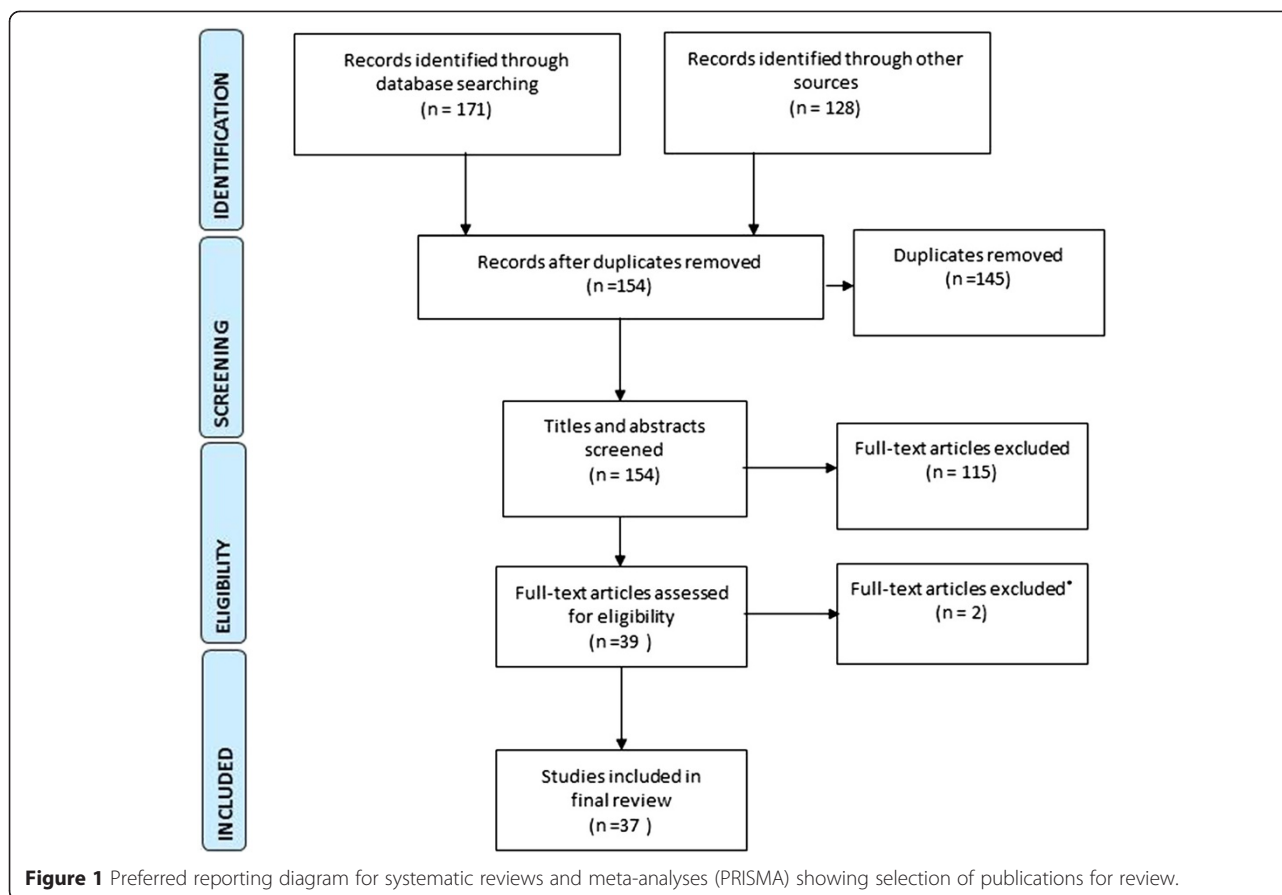 IDENTIFICATION
Records identified through
database searching
(n = 171)
Records identified through other
sources
(n = 128)
SCREENING
Records after duplicates removed
(n =154)
Duplicates removed
(n =145)
Titles and abstracts
screened
(n = 154)
Full-text articles excluded
(n = 115)
ELIGIBILITY
Full-text articles assessed
for eligibility
(n =39 )
Full-text articles excluded*
(n = 2)
INCLUDED
Studies included in
final review
(n =37 )
Figure 1 Preferred reporting diagram for systematic reviews and meta-analyses (PRISMA) showing selection of publications for review.